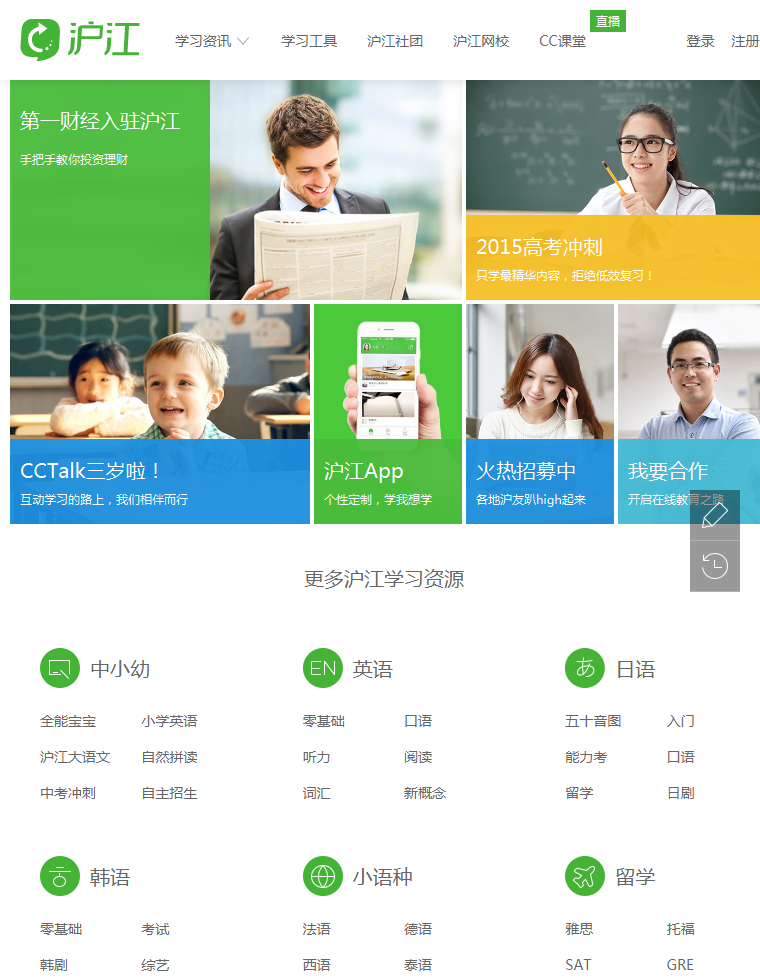 沪江
学习资讯 学习工具 沪江社团 沪江网校 CC课堂 直播 登录 注册
第一财经入驻沪江
手把手教你投资理财
2015高考冲刺
只学最精华内容，拒绝低效复习！
CCTalk三岁啦！
互动学习的路上，我们相伴而行
沪江App
个性定制，学我想学
火热招募中
各地沪友趴high起来
我要合作
开启在线教育之路
更多沪江学习资源
中小幼
全能宝宝 小学英语
沪江大语文 自然拼读
中考冲刺 自主招生
EN 英语
零基础 口语
听力 阅读
词汇 新概念
あ 日语
五十音图 入门
能力考 口语
留学 日剧
ㅎ 韩语
零基础 考试
韩剧 综艺
小语种
法语 德语
西语 泰语
留学
雅思 托福
SAT GRE